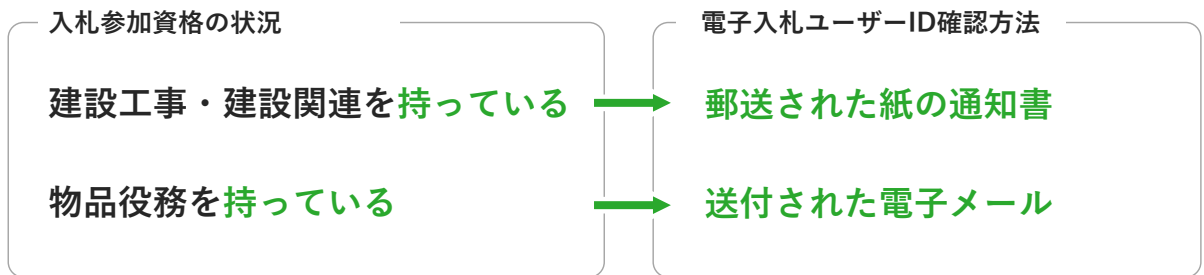 入札参加資格の状況
電子入札ユーザーID確認方法
建設工事・建設関連を持っている
郵送された紙の通知書
物品役務を持っている
送付された電子メール